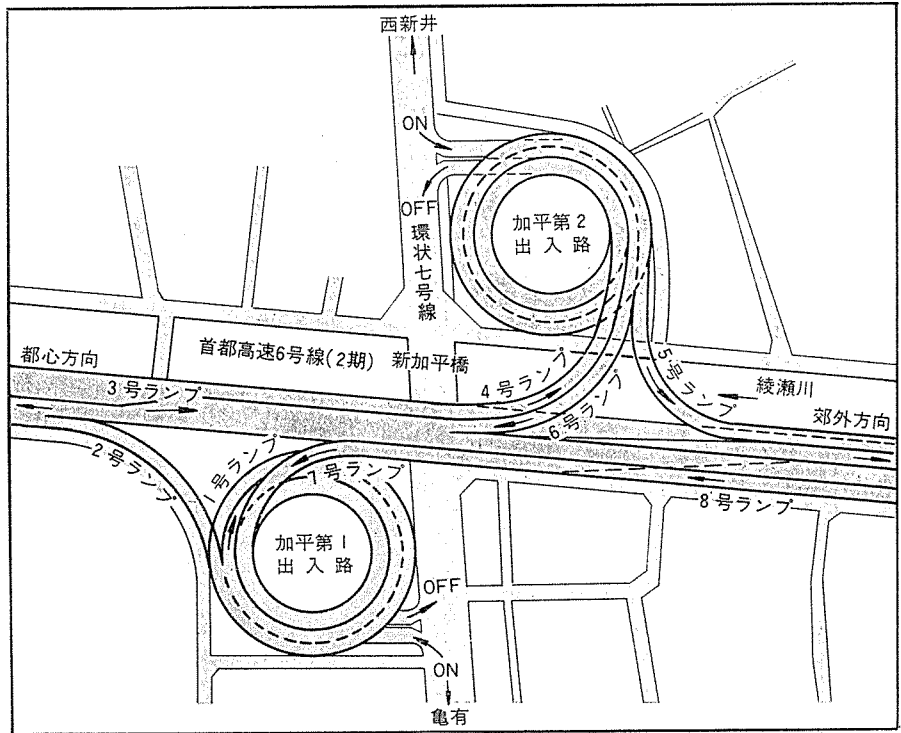 西新井
ON
OFF
環状七号線
加平第2
出入路
都心方向
首都高速6号線(2期)
新加平橋
3号ランプ
4号ランプ
5号ランプ
6号ランプ
綾瀬川
郊外方向
2号ランプ
1号ランプ
7号ランプ
8号ランプ
加平第1
出入路
OFF
ON
亀有